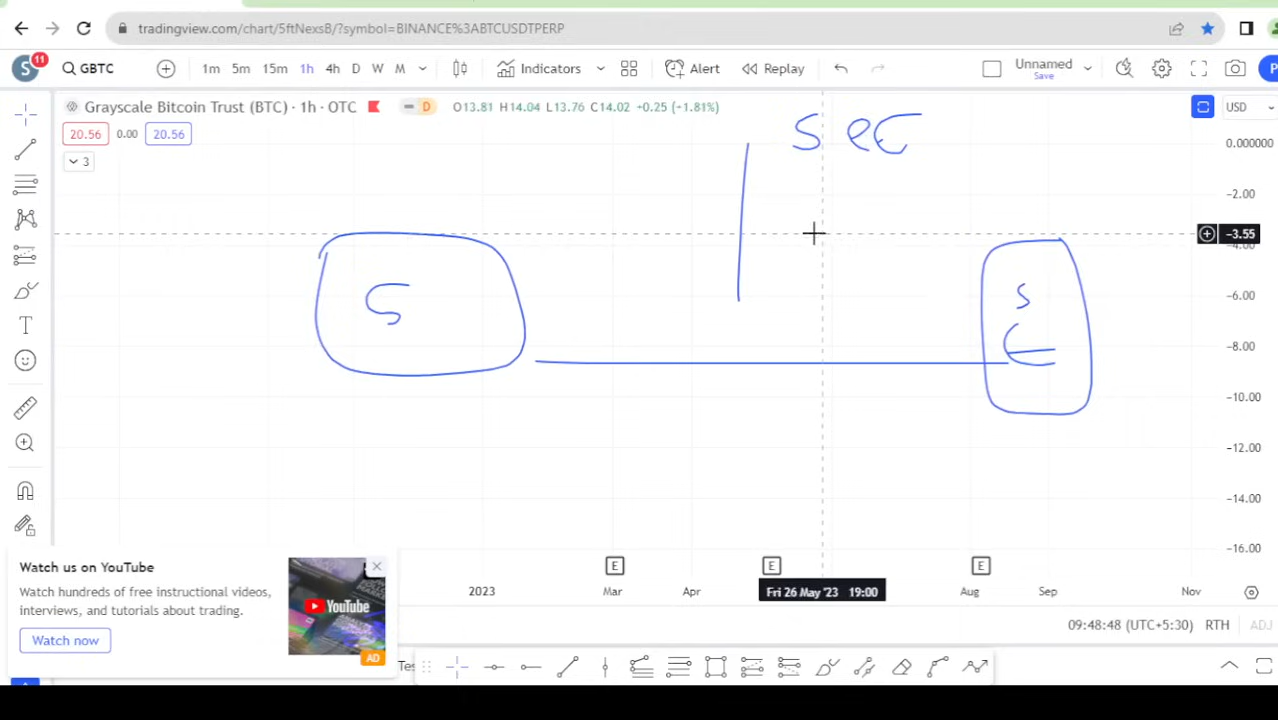 tradingview.com/chart/5ftNexsB/?symbol=BINANCE%3ABTCUSDTPERP
S 11 GBTC 1m 5m 15m 1h 4h D W M Indicators Alert Replay Unnamed Save
Grayscale Bitcoin Trust (BTC) · 1h · OTC D O13.81 H14.04 L13.76 C14.02 +0.25 (−1.81%) USD
20.56 0.00 20.56
3
SEC
0.000000
−2.00
−3.55
−4.00
S
S
E
−6.00
−8.00
−10.00
−12.00
−14.00
−16.00
E E E
2023 Mar Apr Fri 26 May '23 19:00 Aug Sep Nov
Watch us on YouTube
Watch hundreds of free instructional videos,
interviews, and tutorials about trading.
Watch now
YouTube
AD
09:48:48 (UTC+5:30) RTH ADJ
Tes